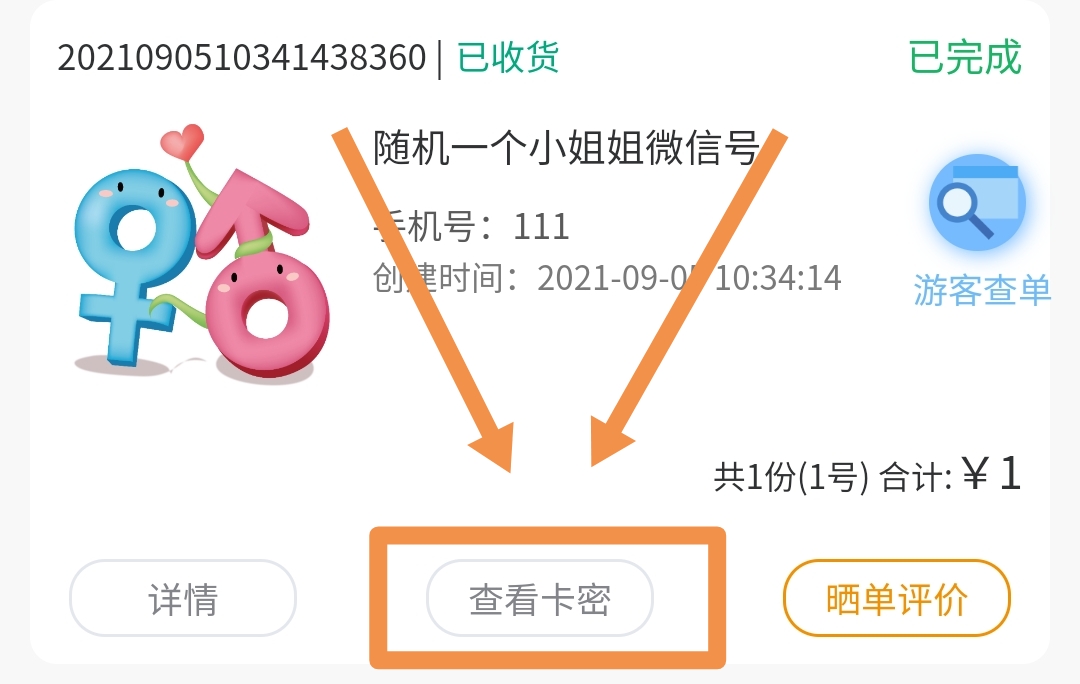 2021090510341438360 | 已收货 已完成
随机一个小姐姐微信号
手机号：111
创建时间：2021-09-05 10:34:14
游客查单
共1份(1号) 合计:￥1
详情 查看卡密 晒单评价